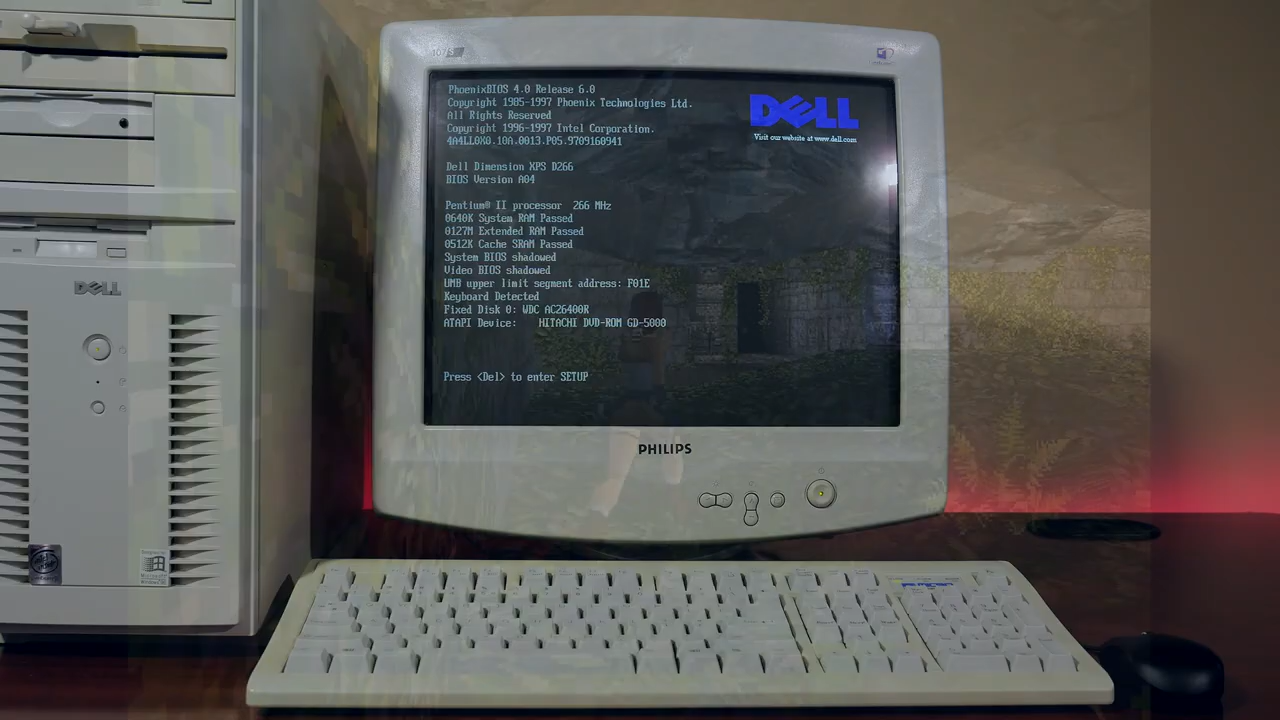 107S
PhoenixBIOS 4.0 Release 6.0
Copyright 1985-1997 Phoenix Technologies Ltd.
All Rights Reserved
Copyright 1996-1997 Intel Corporation.
4A4LL0X0.10A.0013.P05.9709160941
DELL
Visit our website at www.dell.com
Dell Dimension XPS D266
BIOS Version A04
Pentium® II processor 266 MHz
0640K System RAM Passed
0127M Extended RAM Passed
0512K Cache SRAM Passed
System BIOS shadowed
Video BIOS shadowed
UMB upper limit segment address: F01E
Keyboard Detected
Fixed Disk 0: WDC AC26400R
ATAPI Device: HITACHI DVD-ROM GD-5000
Press <Del> to enter SETUP
PHILIPS
DELL